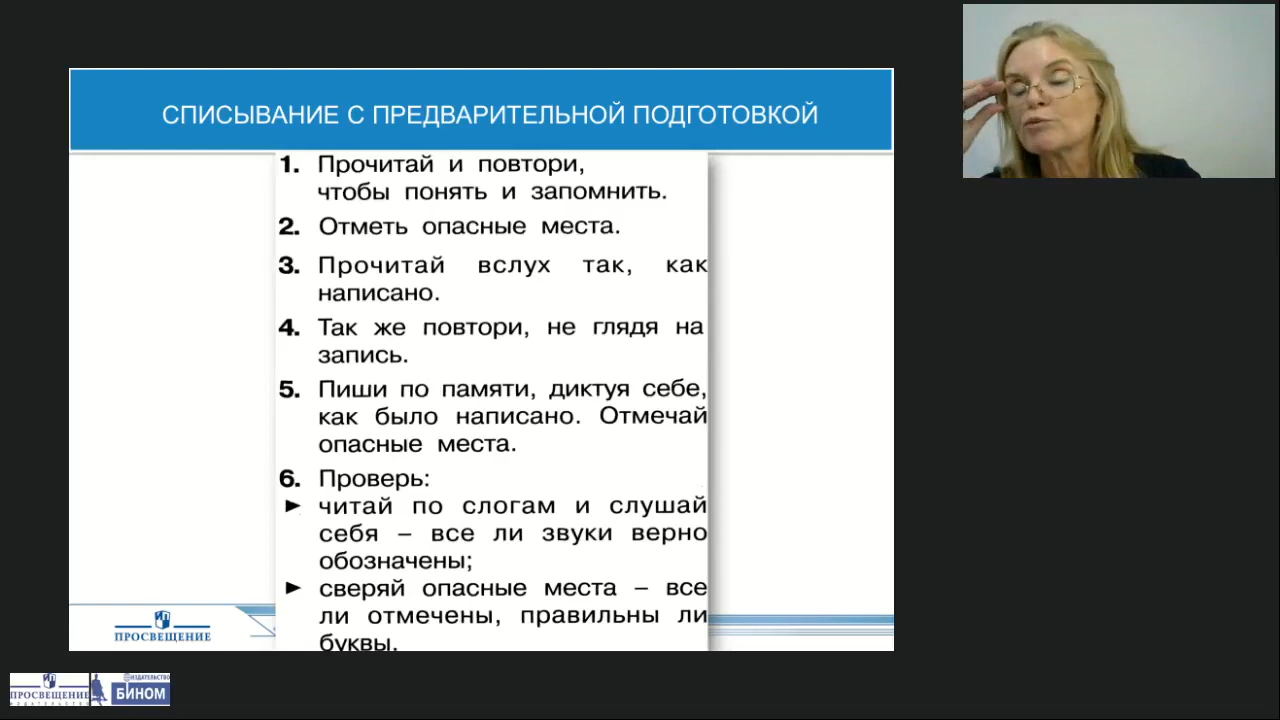 СПИСЫВАНИЕ С ПРЕДВАРИТЕЛЬНОЙ ПОДГОТОВКОЙ
1. Прочитай и повтори,
чтобы понять и запомнить.
2. Отметь опасные места.
3. Прочитай вслух так, как
написано.
4. Так же повтори, не глядя на
запись.
5. Пиши по памяти, диктуя себе,
как было написано. Отмечай
опасные места.
6. Проверь:
► читай по слогам и слушай
себя – все ли звуки верно
обозначены;
► сверяй опасные места – все
ли отмечены, правильны ли
буквы.
ПРОСВЕЩЕНИЕ
ПРОСВЕЩЕНИЕ
ИЗДАТЕЛЬСТВО
ИЗДАТЕЛЬСТВО
БИНОМ